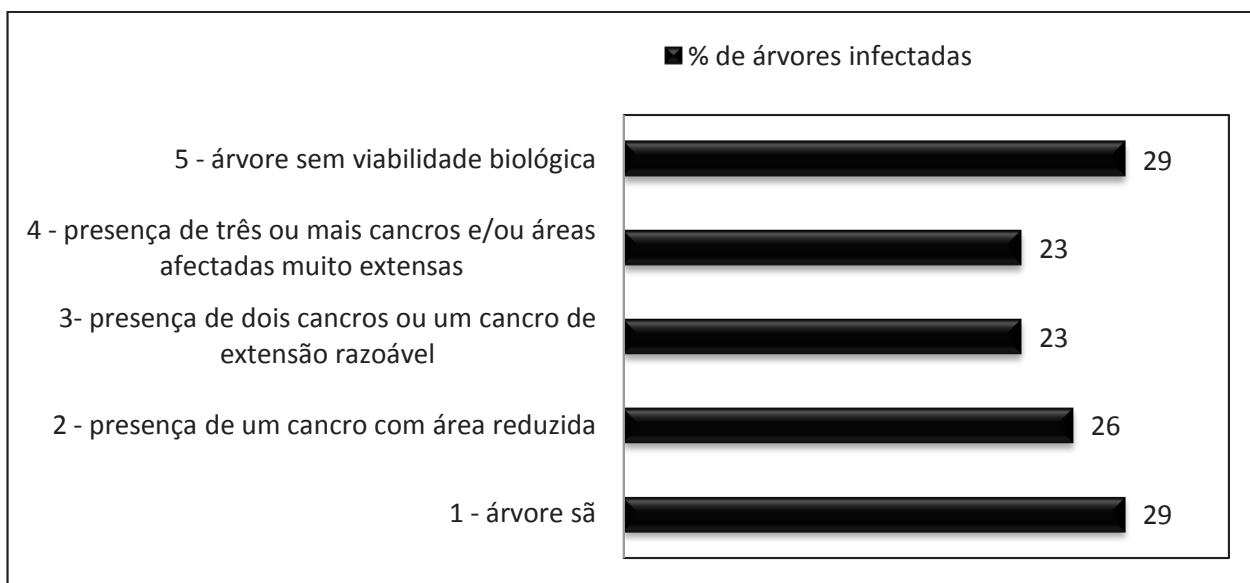 % de árvores infectadas
5 - árvore sem viabilidade biológica
29
4 - presença de três ou mais cancros e/ou áreas
afectadas muito extensas
23
3- presença de dois cancros ou um cancro de
extensão razoável
23
2 - presença de um cancro com área reduzida
26
1 - árvore sã
29